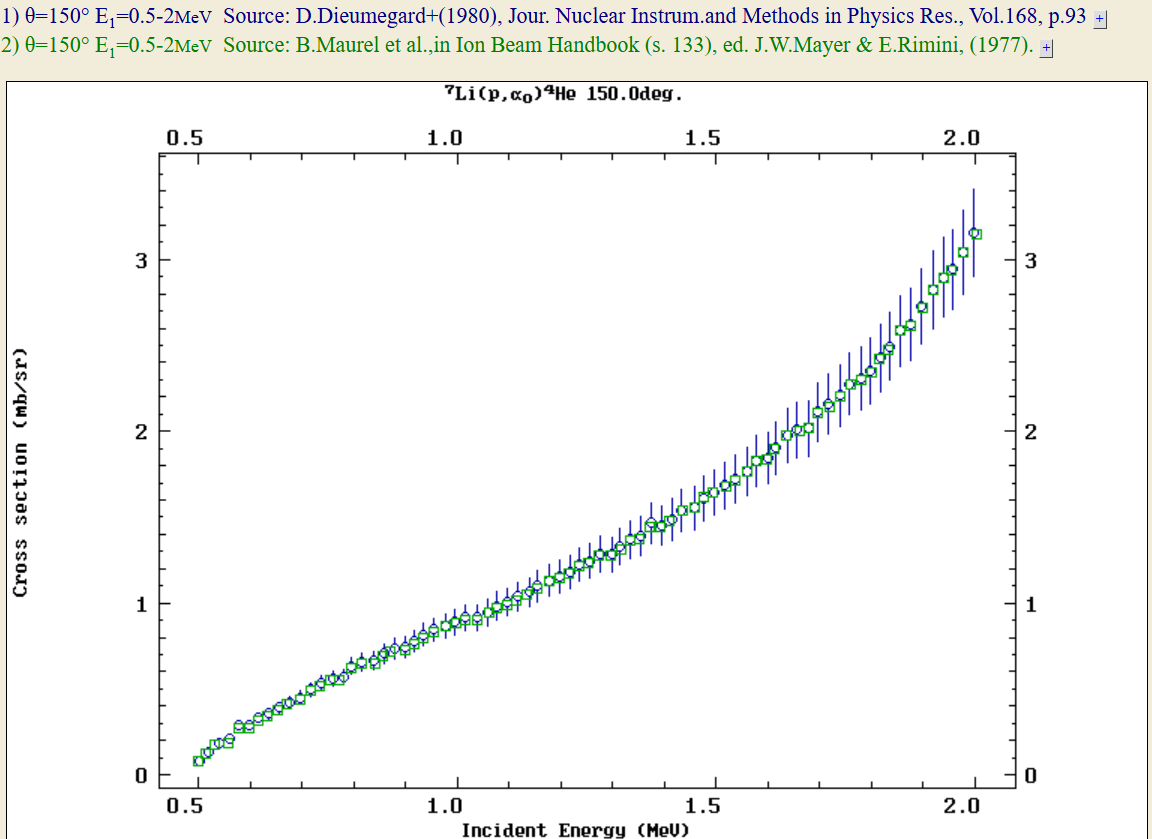 1) θ=150° E₁=0.5-2MeV Source: D.Dieumegard+(1980), Jour. Nuclear Instrum.and Methods in Physics Res., Vol.168, p.93 +
2) θ=150° E₁=0.5-2MeV Source: B.Maurel et al.,in Ion Beam Handbook (s. 133), ed. J.W.Mayer & E.Rimini, (1977). +
⁷Li(p,α₀)⁴He 150.0deg.
0.5 1.0 1.5 2.0
3 3
2 2
1 1
0 0
Cross section (mb/sr)
0.5 1.0 1.5 2.0
Incident Energy (MeV)